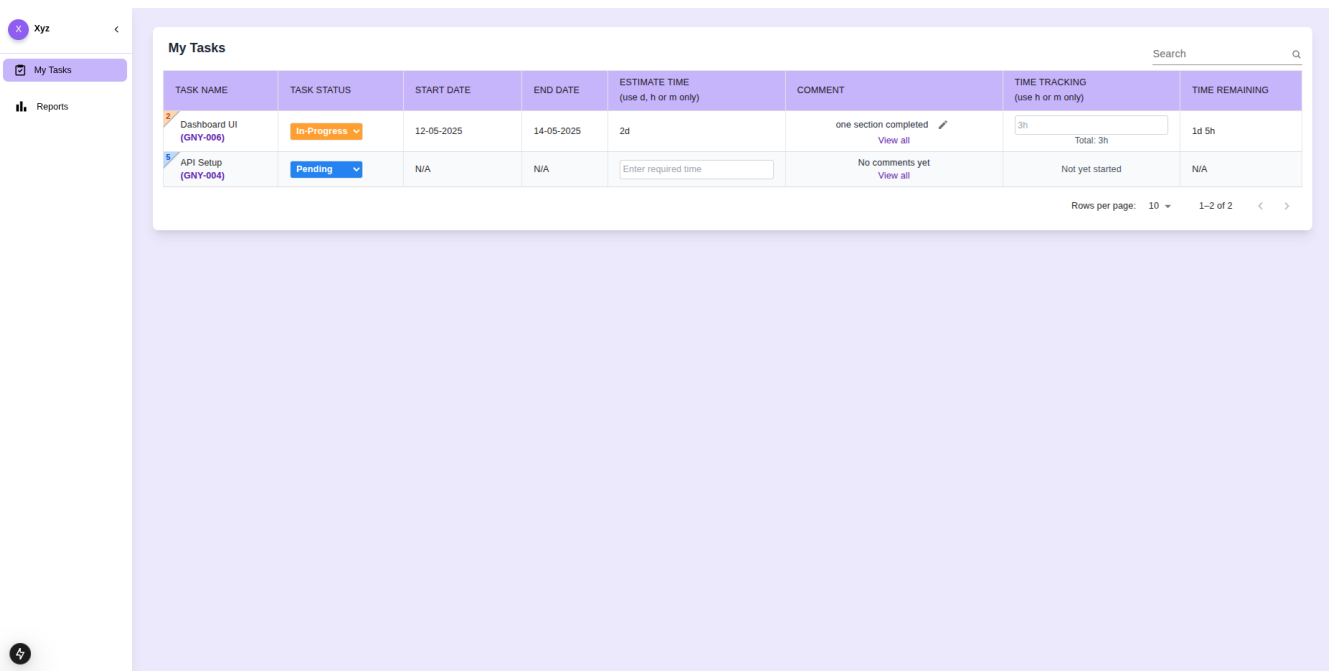 X Xyz
My Tasks
Reports
My Tasks
Search
TASK NAME TASK STATUS START DATE END DATE ESTIMATE TIME (use d, h or m only) COMMENT TIME TRACKING (use h or m only) TIME REMAINING
2
Dashboard UI
(GNY-006)
In-Progress
12-05-2025
14-05-2025
2d
one section completed
View all
3h
Total: 3h
1d 5h
5
API Setup
(GNY-004)
Pending
N/A
N/A
Enter required time
No comments yet
View all
Not yet started
N/A
Rows per page: 10 1–2 of 2